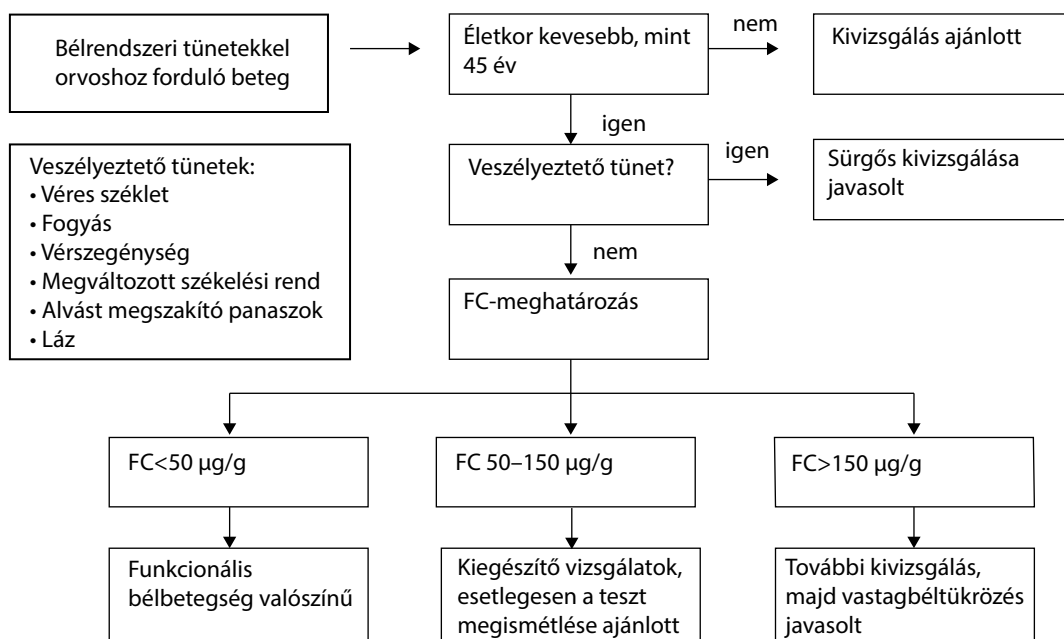 Bélrendszeri tünetekkel
orvoshoz forduló beteg
Életkor kevesebb, mint
45 év
nem
Kivizsgálás ajánlott
igen
Veszélyeztető tünetek:
• Véres széklet
• Fogyás
• Vérszegénység
• Megváltozott székelési rend
• Alvást megszakító panaszok
• Láz
Veszélyeztető tünet?
igen
Sürgős kivizsgálása
javasolt
nem
FC-meghatározás
FC<50 µg/g
FC 50–150 µg/g
FC>150 µg/g
Funkcionális
bélbetegség valószínű
Kiegészítő vizsgálatok,
esetlegesen a teszt
megismétlése ajánlott
További kivizsgálás,
majd vastagbéltükrözés
javasolt